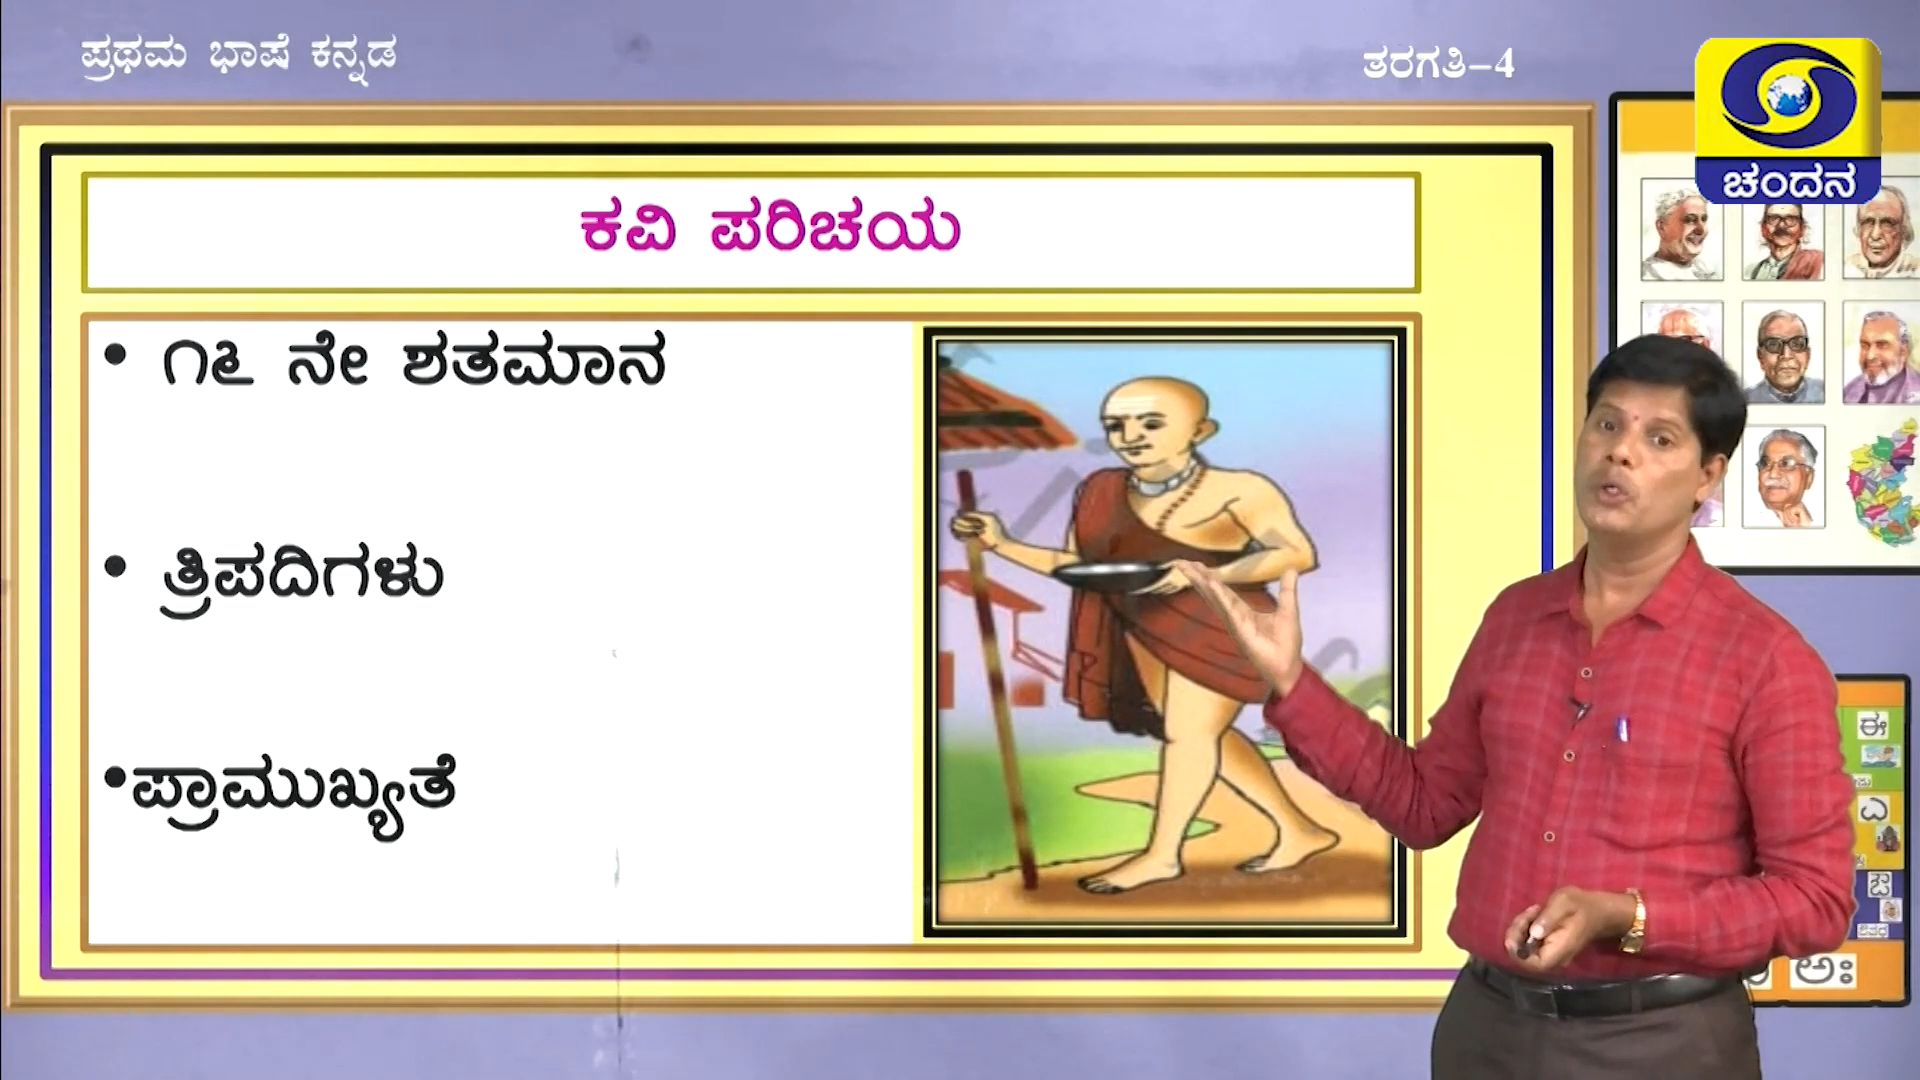 ಪ್ರಥಮ ಭಾಷೆ ಕನ್ನಡ
ತರಗತಿ-4
ಚಂದನ
ಕವಿ ಪರಿಚಯ
• ೧೬ ನೇ ಶತಮಾನ
• ತ್ರಿಪದಿಗಳು
•ಪ್ರಾಮುಖ್ಯತೆ
ಈ
ಎ
ಔ
ಅಃ